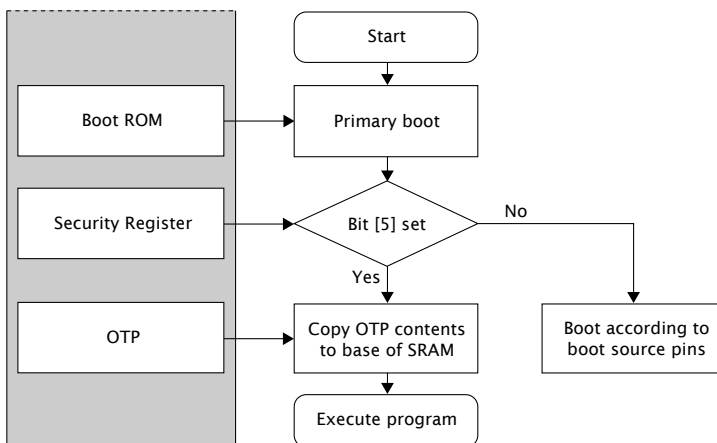 Start
Boot ROM
Primary boot
Security Register
Bit [5] set
No
Yes
OTP
Copy OTP contents
to base of SRAM
Boot according to
boot source pins
Execute program